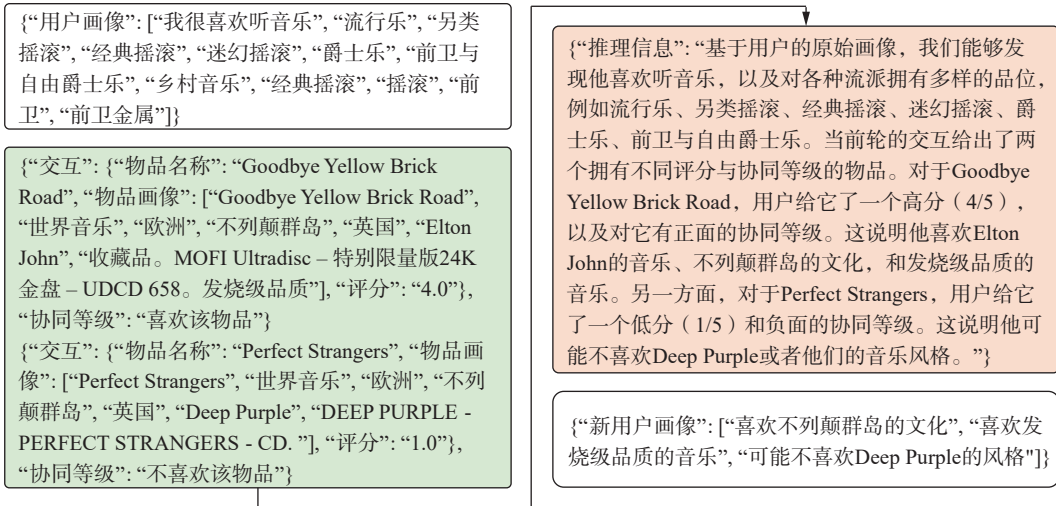 {“用户画像”: [“我很喜欢听音乐”, “流行乐”, “另类
摇滚”, “经典摇滚”, “迷幻摇滚”, “爵士乐”, “前卫与
自由爵士乐”, “乡村音乐”, “经典摇滚”, “摇滚”, “前
卫”, “前卫金属”]}
{“交互”: {“物品名称”: “Goodbye Yellow Brick
Road”, “物品画像”: [“Goodbye Yellow Brick Road”,
“世界音乐”, “欧洲”, “不列颠群岛”, “英国”, “Elton
John”, “收藏品。MOFI Ultradisc – 特别限量版24K
金盘 – UDCD 658。发烧级品质”], “评分”: “4.0”},
“协同等级”: “喜欢该物品”}
{“交互”: {“物品名称”: “Perfect Strangers”, “物品画
像”: [“Perfect Strangers”, “世界音乐”, “欧洲”, “不列
颠群岛”, “英国”, “Deep Purple”, “DEEP PURPLE -
PERFECT STRANGERS - CD. ”], “评分”: “1.0”},
“协同等级”: “不喜欢该物品”}
{“推理信息”: “基于用户的原始画像，我们能够发
现他喜欢听音乐，以及对各种流派拥有多样的品位，
例如流行乐、另类摇滚、经典摇滚、迷幻摇滚、爵
士乐、前卫与自由爵士乐。当前轮的交互给出了两
个拥有不同评分与协同等级的物品。对于Goodbye
Yellow Brick Road，用户给它了一个高分（4/5），
以及对它有正面的协同等级。这说明他喜欢Elton
John的音乐、不列颠群岛的文化，和发烧级品质的
音乐。另一方面，对于Perfect Strangers，用户给它
了一个低分（1/5）和负面的协同等级。这说明他可
能不喜欢Deep Purple或者他们的音乐风格。”}
{“新用户画像”: [“喜欢不列颠群岛的文化”, “喜欢发
烧级品质的音乐”, “可能不喜欢Deep Purple的风格"]}